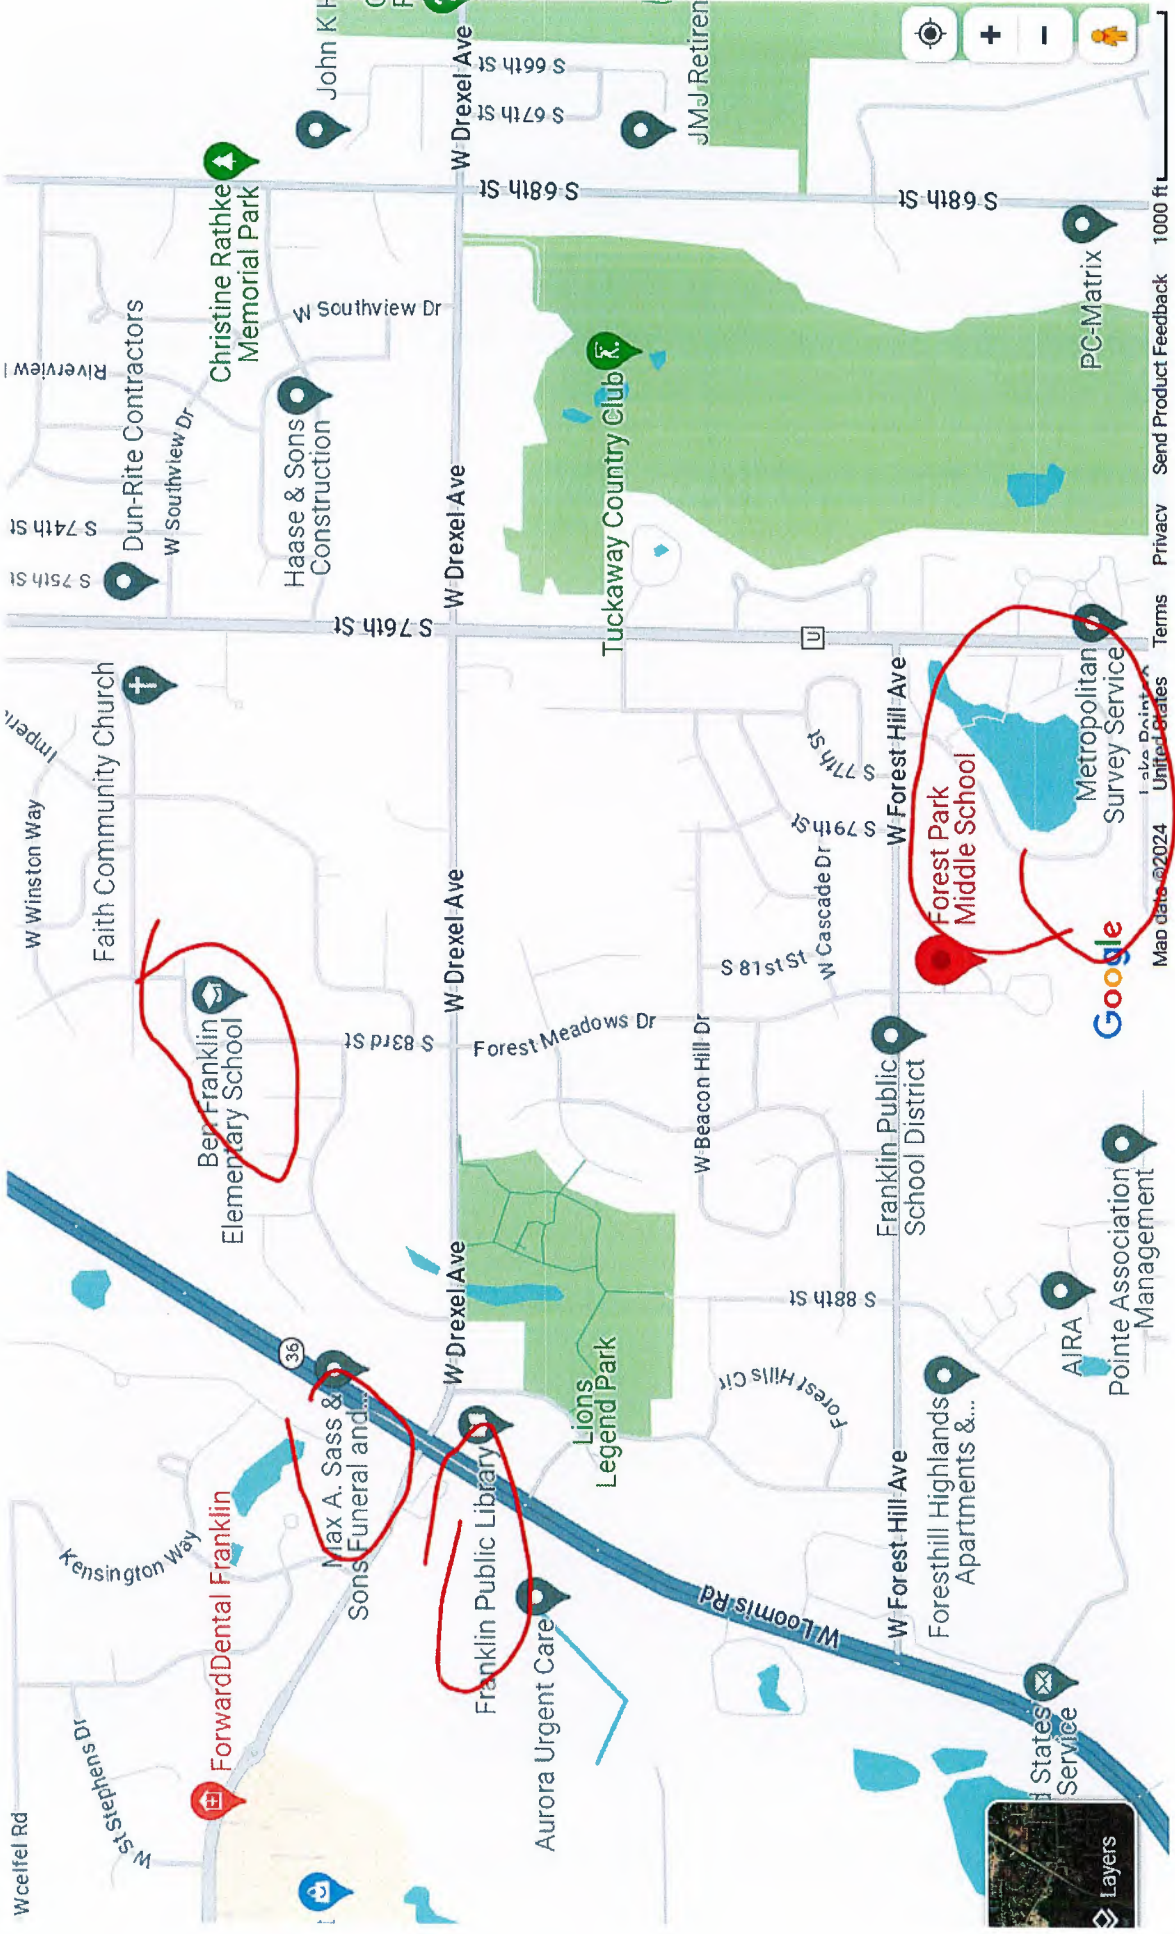 Wcelfel Rd
W St Stephens Dr
ForwardDental Franklin
Kensington Way
Max A. Sass &
Sons Funeral and...
36
Franklin Public Library
Aurora Urgent Care
W Winston Way
Faith Community Church
Ben Franklin
Elementary School
S 83rd St
S 75th St
S 74th St
Dun-Rite Contractors
W Southview Dr
Haase & Sons
Construction
Christine Rathke
Memorial Park
W Southview Dr
S 76th St
W Drexel Ave
W Drexel Ave
W Drexel Ave
W Drexel Ave
S 66th St
S 67th St
S 68th St
S 68th St
Lions
Legend Park
Forest Meadows Dr
W Beacon Hill Dr
S 81st St
W Cascade Dr
S 79th St
S 77th St
Tuckaway Country Club
U
W Loomis Rd
Forest Hills Cir
S 88th St
W Forest Hill Ave
W Forest Hill Ave
Foresthill Highlands
Apartments &...
Franklin Public
School District
Forest Park
Middle School
Metropolitan
Survey Service
PC-Matrix
AIRA
Pointe Association
Management
States
Service
Layers
Google
Map data ©2024
United States
Terms
Privacy
Send Product Feedback
1000 ft